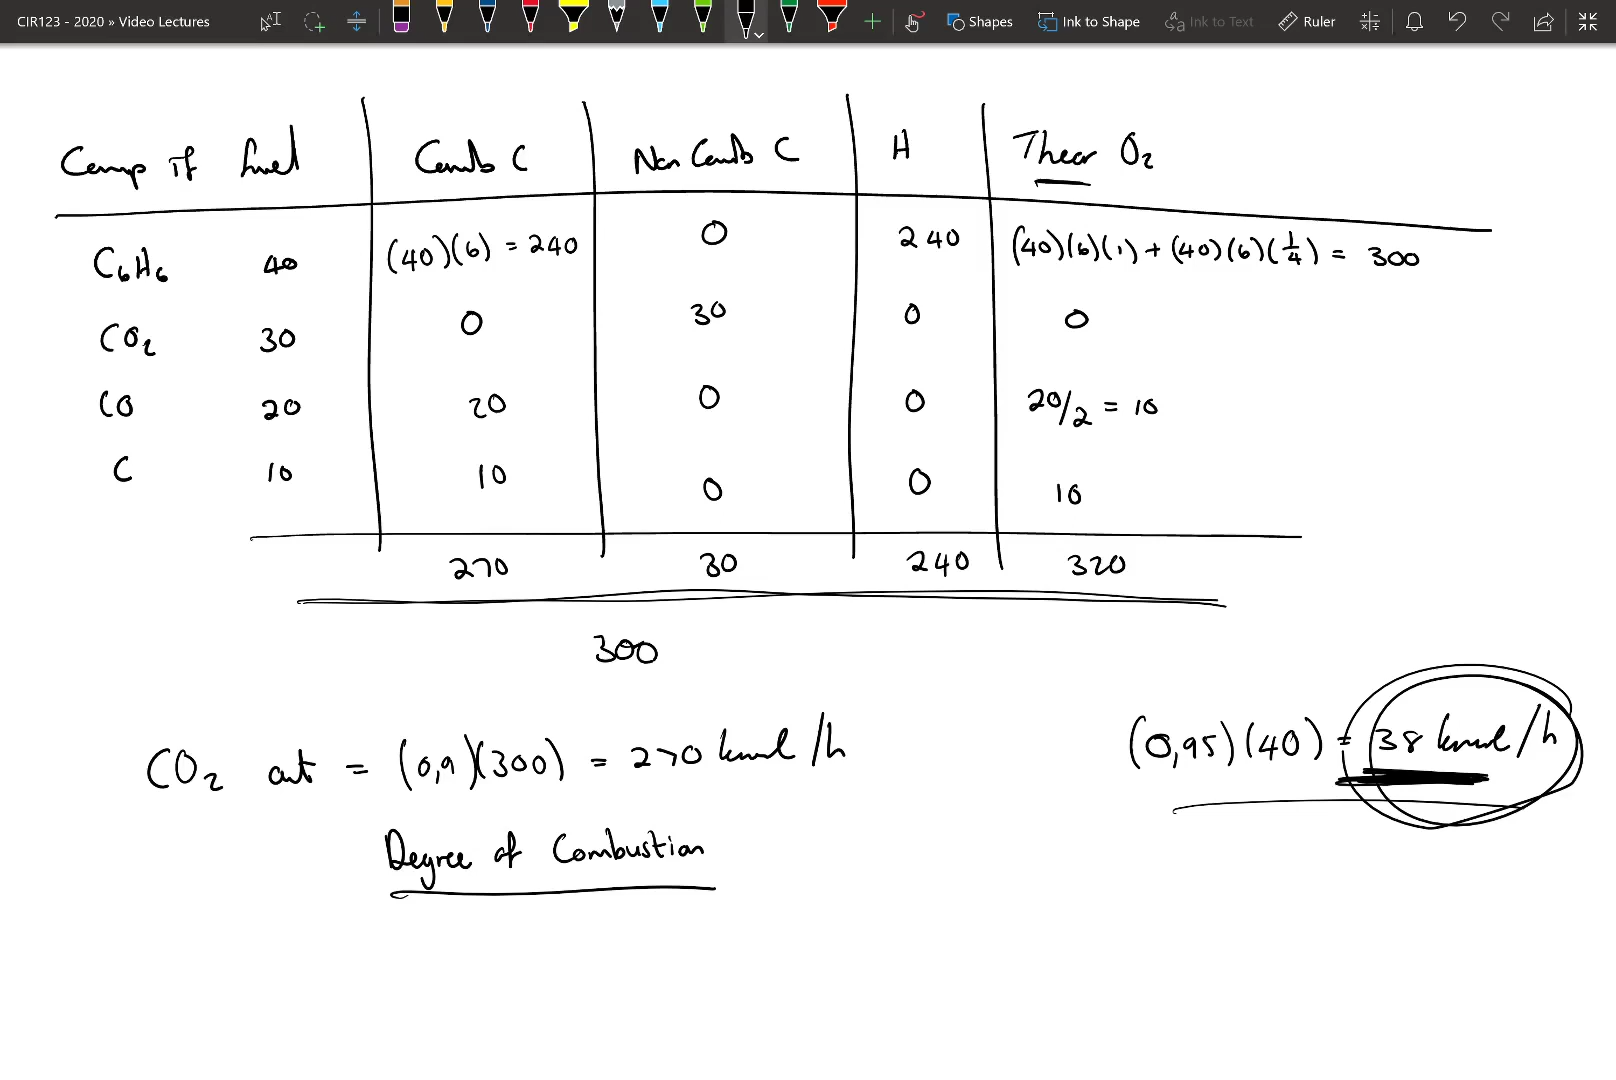 CIR123 - 2020 » Video Lectures Shapes Ink to Shape Ink to Text Ruler
Comp if fuel Comb C Non Comb C H Theor O₂
C₆H₆ 40 (40)(6) = 240 0 240 (40)(6)(1) + (40)(6)(1/4) = 300
CO₂ 30 0 30 0 0
CO 20 20 0 0 20/2 = 10
C 10 10 0 0 10
270 30 240 320
300
CO₂ out = (0,9)(300) = 270 kmol/h
(0,95)(40) = 38 kmol/h
Degree of Combustion